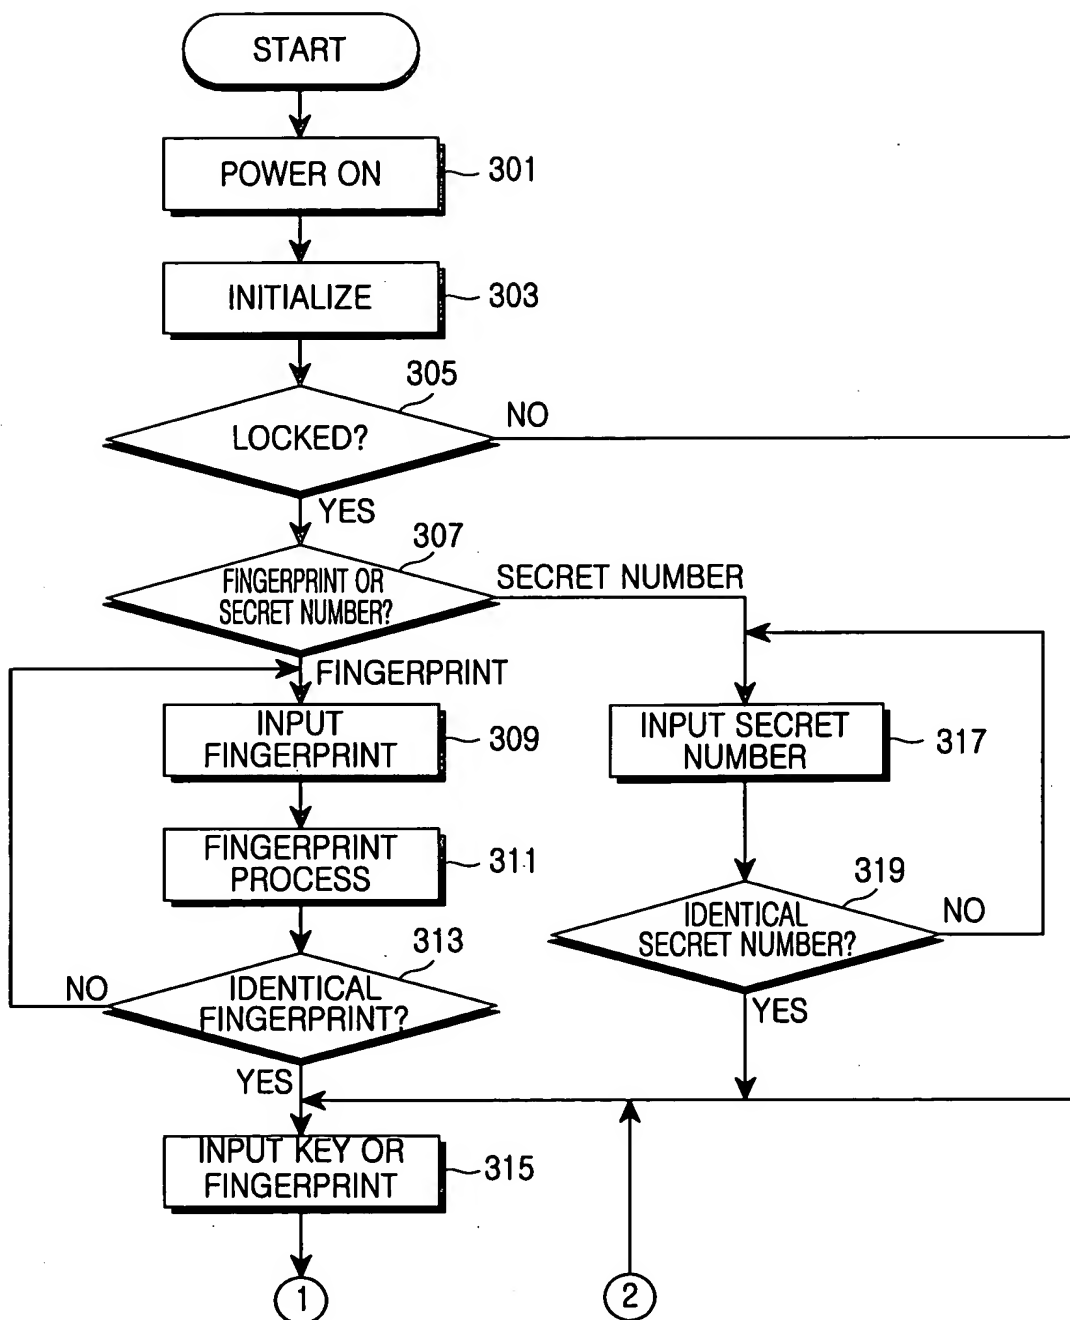 START
POWER ON
301
INITIALIZE
303
305
LOCKED?
NO
YES
307
FINGERPRINT OR
SECRET NUMBER?
SECRET NUMBER
FINGERPRINT
INPUT
FINGERPRINT
309
INPUT SECRET
NUMBER
317
FINGERPRINT
PROCESS
311
319
IDENTICAL
SECRET NUMBER?
NO
313
NO
IDENTICAL
FINGERPRINT?
YES
YES
INPUT KEY OR
FINGERPRINT
315
1
2